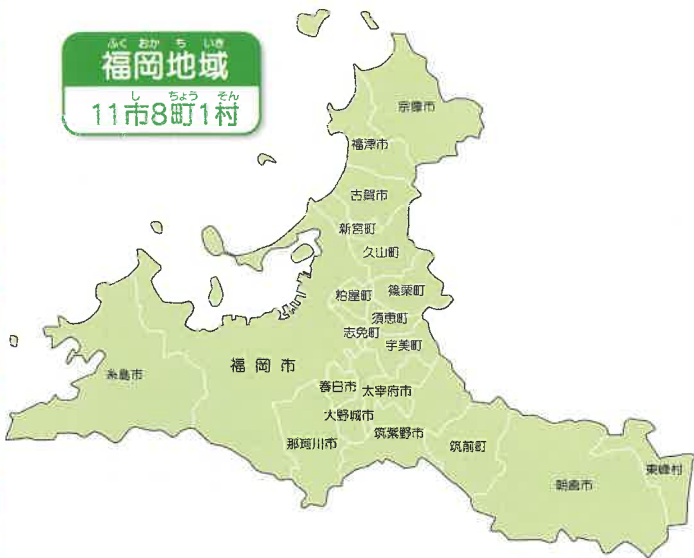 ふく おか ち いき
福岡地域
し ちょう そん
11市8町1村
宗像市
福津市
古賀市
新宮町
久山町
粕屋町
篠栗町
須恵町
志免町
宇美町
福岡市
糸島市
春日市
太宰府市
大野城市
那珂川市
筑紫野市
筑前町
朝倉市
東峰村